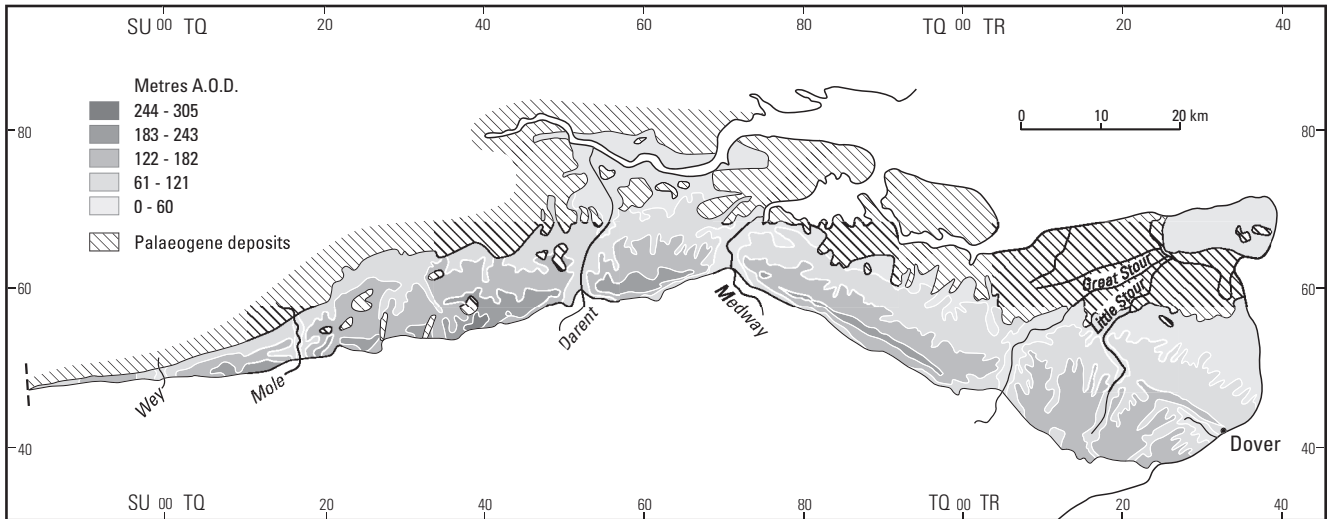 SU 00 TQ 20 40 60 80 TQ 00 TR 20 40
Metres A.O.D.
244 - 305
183 - 243
122 - 182
61 - 121
0 - 60
Palaeogene deposits
0 10 20 km
80 80
60 60
40 40
Great Stour
Little Stour
Medway
Darent
Mole
Wey
Dover
SU 00 TQ 20 40 60 80 TQ 00 TR 20 40